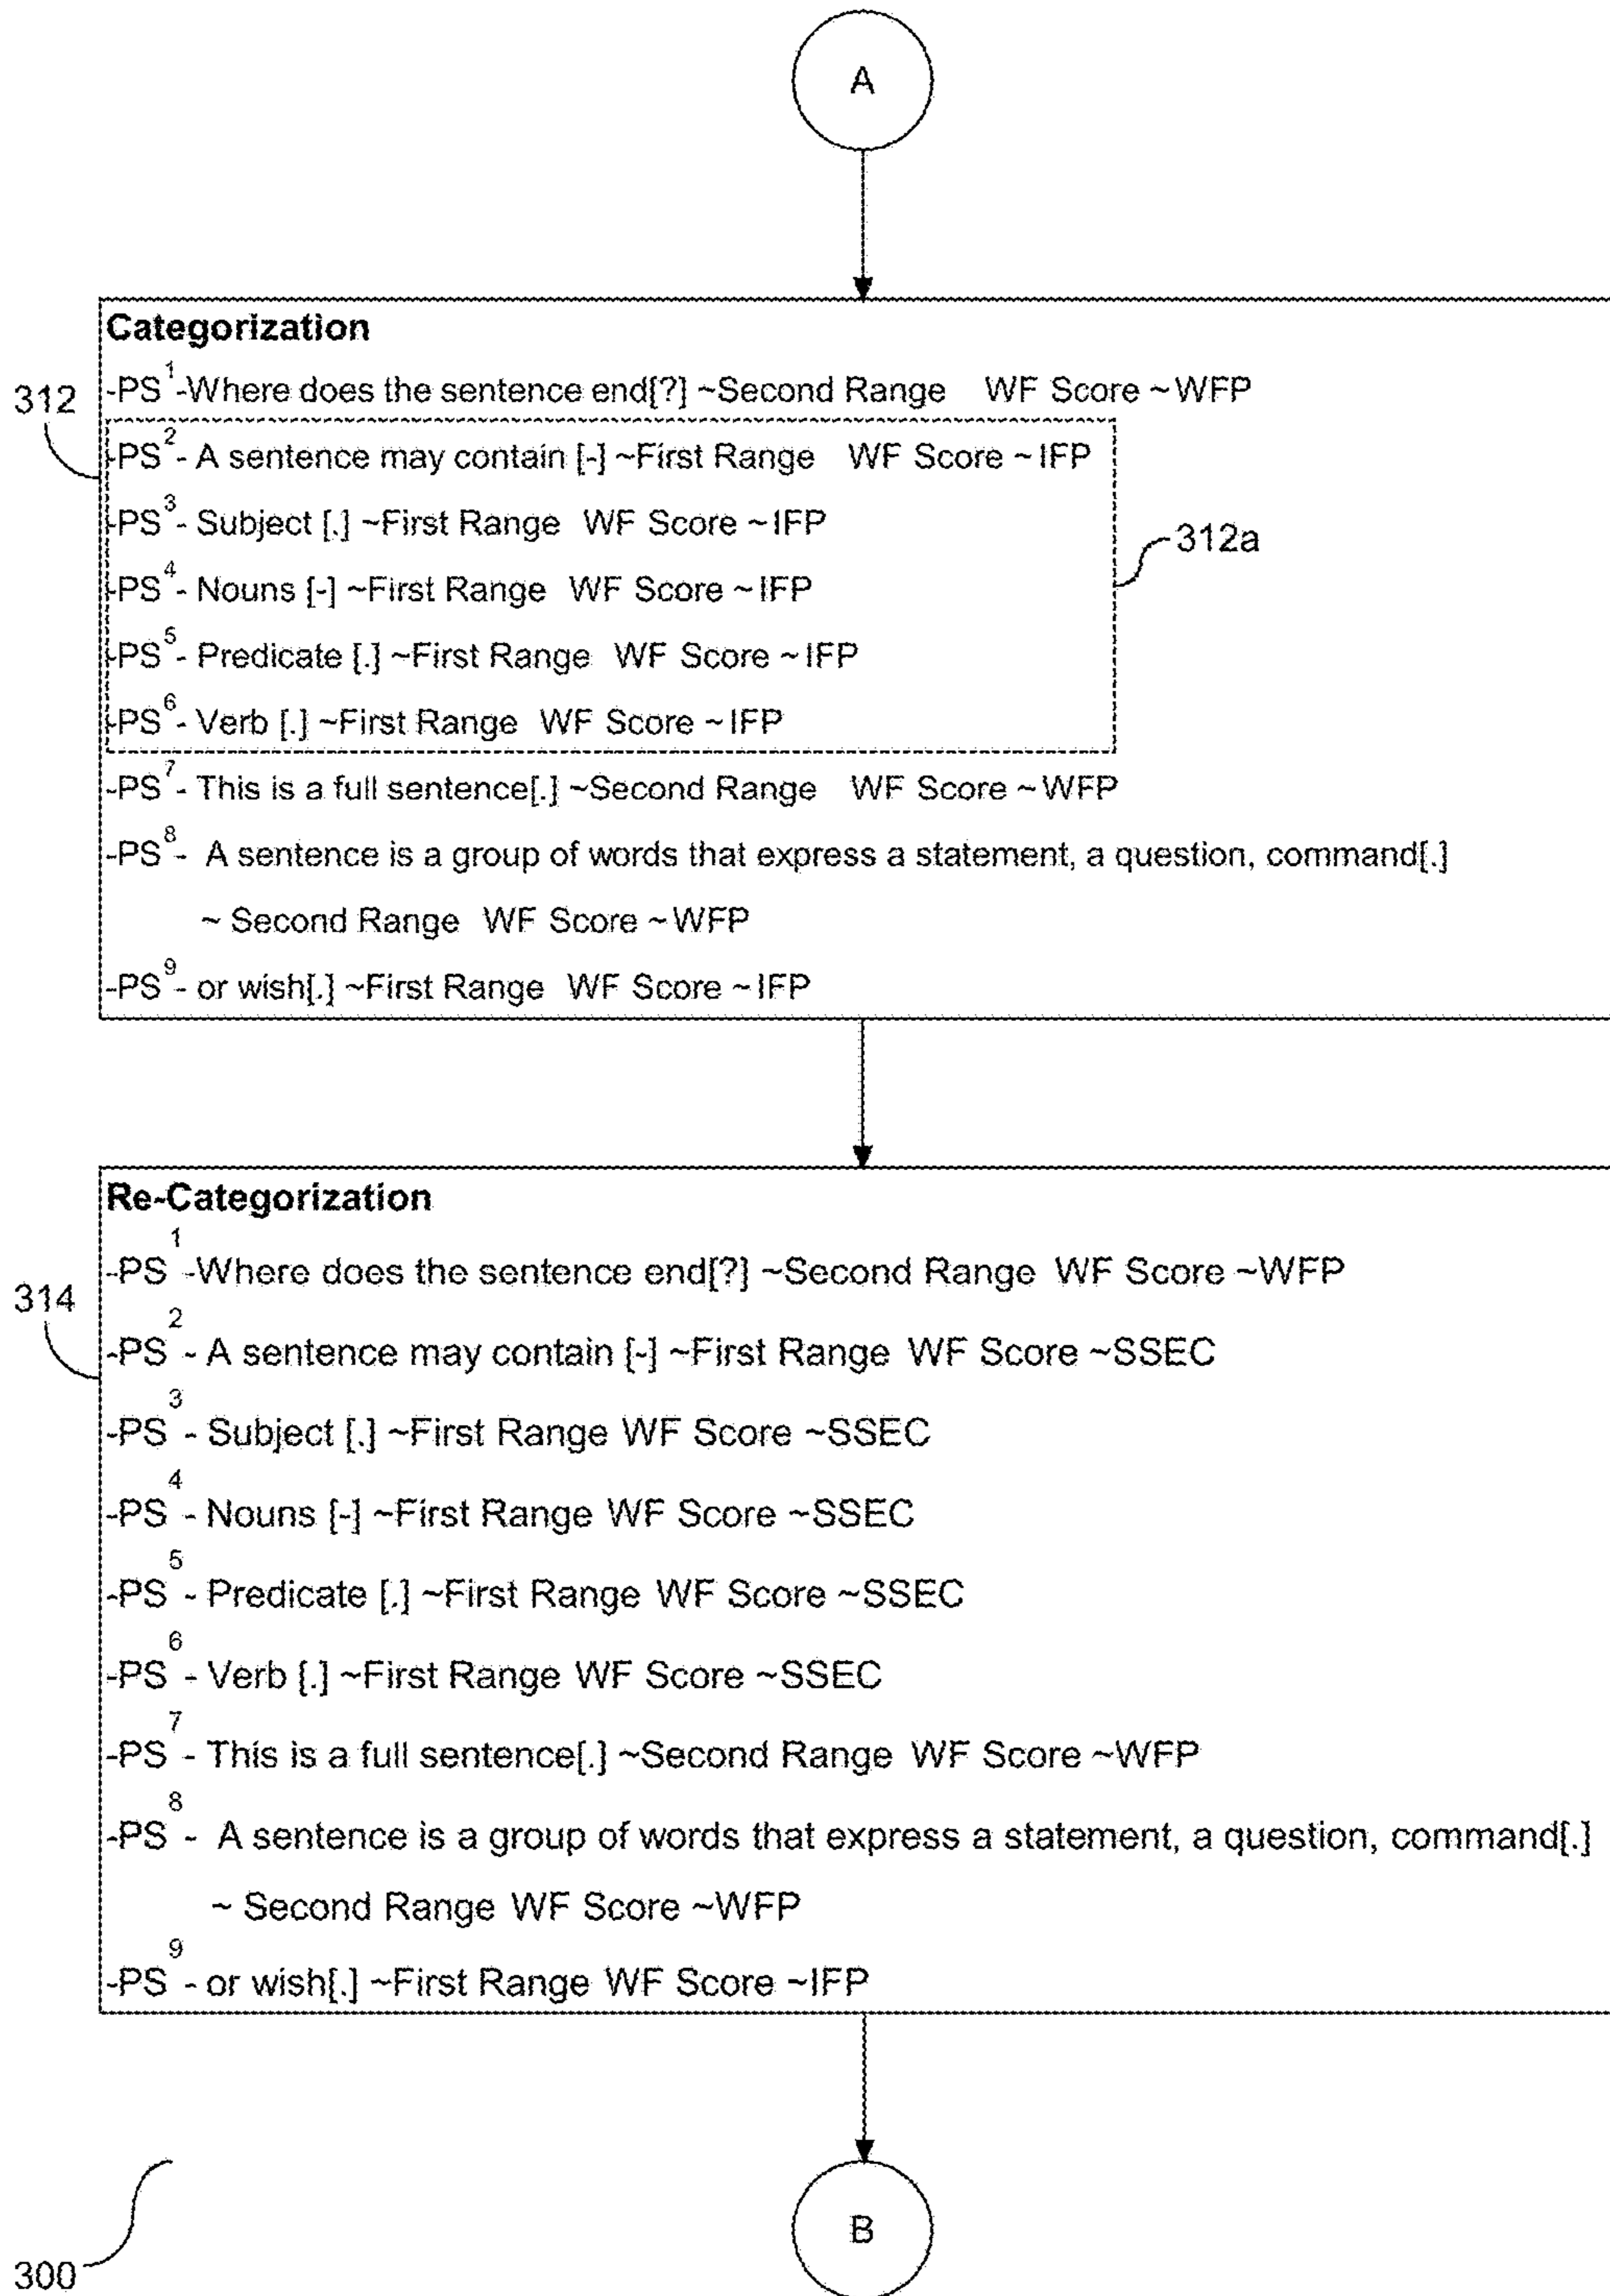 A
Categorization
312
-PS¹-Where does the sentence end[?] ~Second Range WF Score ~WFP
-PS²- A sentence may contain [-] ~First Range WF Score ~IFP
-PS³- Subject [.] ~First Range WF Score ~IFP
312a
-PS⁴- Nouns [-] ~First Range WF Score ~IFP
-PS⁵- Predicate [.] ~First Range WF Score ~IFP
-PS⁶- Verb [.] ~First Range WF Score ~IFP
-PS⁷- This is a full sentence[.] ~Second Range WF Score ~WFP
-PS⁸- A sentence is a group of words that express a statement, a question, command[.]
~ Second Range WF Score ~WFP
-PS⁹- or wish[.] ~First Range WF Score ~IFP
Re-Categorization
-PS¹-Where does the sentence end[?] ~Second Range WF Score ~WFP
314
-PS²- A sentence may contain [-] ~First Range WF Score ~SSEC
-PS³- Subject [.] ~First Range WF Score ~SSEC
-PS⁴- Nouns [-] ~First Range WF Score ~SSEC
-PS⁵- Predicate [.] ~First Range WF Score ~SSEC
-PS⁶- Verb [.] ~First Range WF Score ~SSEC
-PS⁷- This is a full sentence[.] ~Second Range WF Score ~WFP
-PS⁸- A sentence is a group of words that express a statement, a question, command[.]
~ Second Range WF Score ~WFP
-PS⁹- or wish[.] ~First Range WF Score ~IFP
B
300